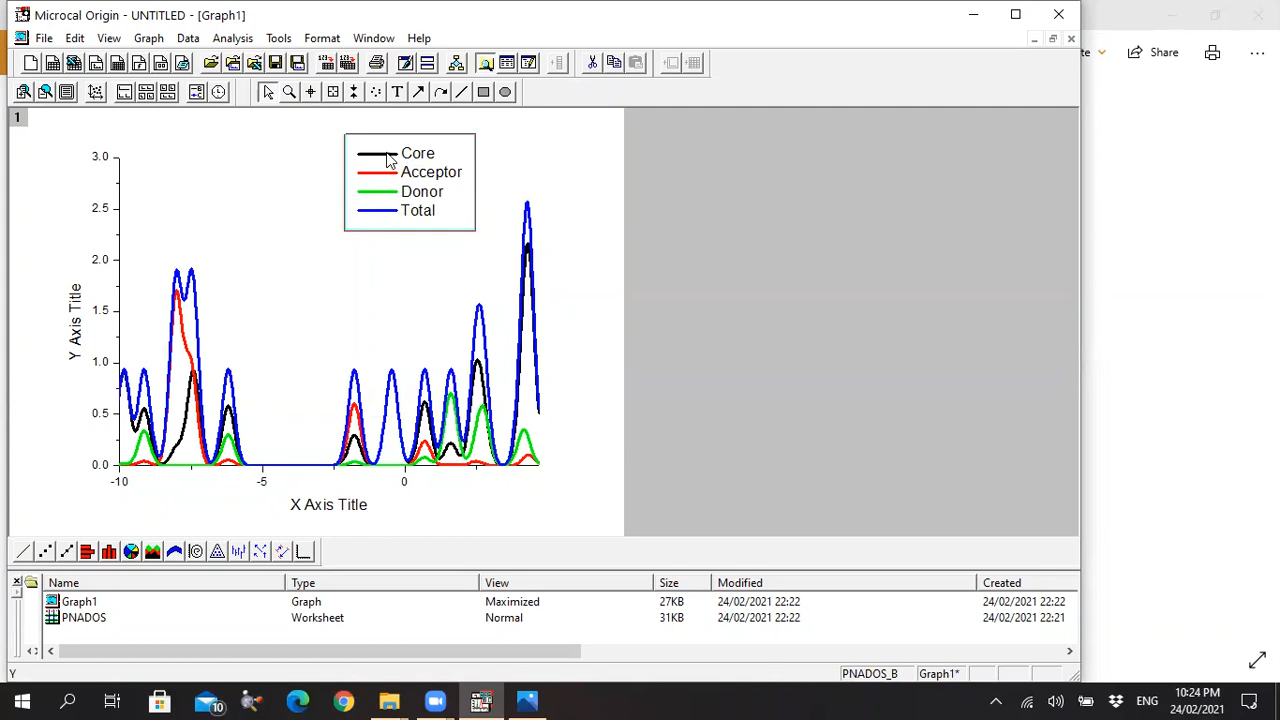 Microcal Origin - UNTITLED - [Graph1]
File Edit View Graph Data Analysis Tools Format Window Help
Share
1
Core
Acceptor
Donor
Total
3.0
2.5
2.0
1.5
1.0
0.5
0.0
Y Axis Title
-10 -5 0
X Axis Title
Name Type View Size Modified Created
Graph1 Graph Maximized 27KB 24/02/2021 22:22 24/02/2021 22:22
PNADOS Worksheet Normal 31KB 24/02/2021 22:22 24/02/2021 22:21
Y PNADOS_B Graph1*
10 ENG 10:24 PM
24/02/2021